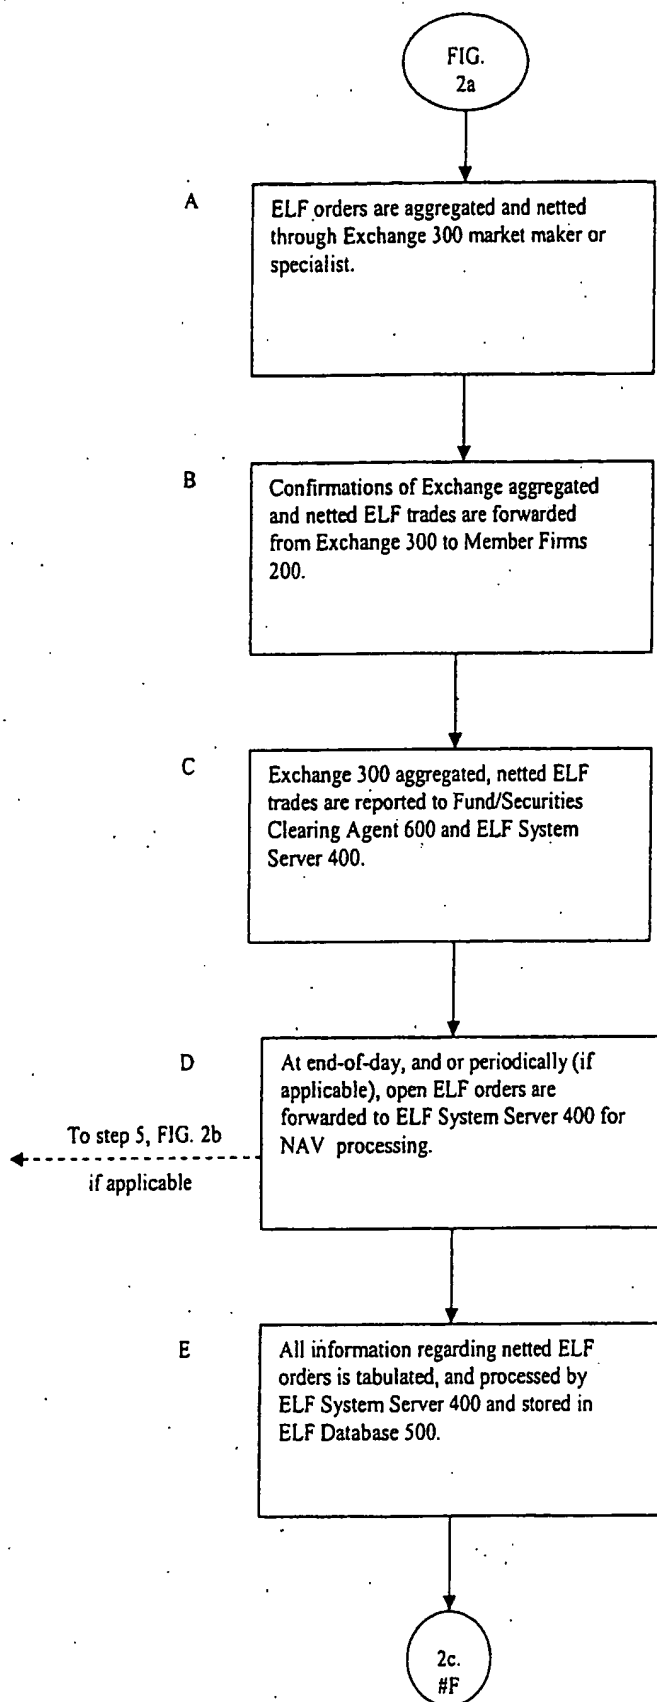 FIG.
2a
A
ELF orders are aggregated and netted
through Exchange 300 market maker or
specialist.
B
Confirmations of Exchange aggregated
and netted ELF trades are forwarded
from Exchange 300 to Member Firms
200.
C
Exchange 300 aggregated, netted ELF
trades are reported to Fund/Securities
Clearing Agent 600 and ELF System
Server 400.
D
At end-of-day, and or periodically (if
applicable), open ELF orders are
forwarded to ELF System Server 400 for
NAV processing.
To step 5, FIG. 2b
if applicable
E
All information regarding netted ELF
orders is tabulated, and processed by
ELF System Server 400 and stored in
ELF Database 500.
2c.
#F